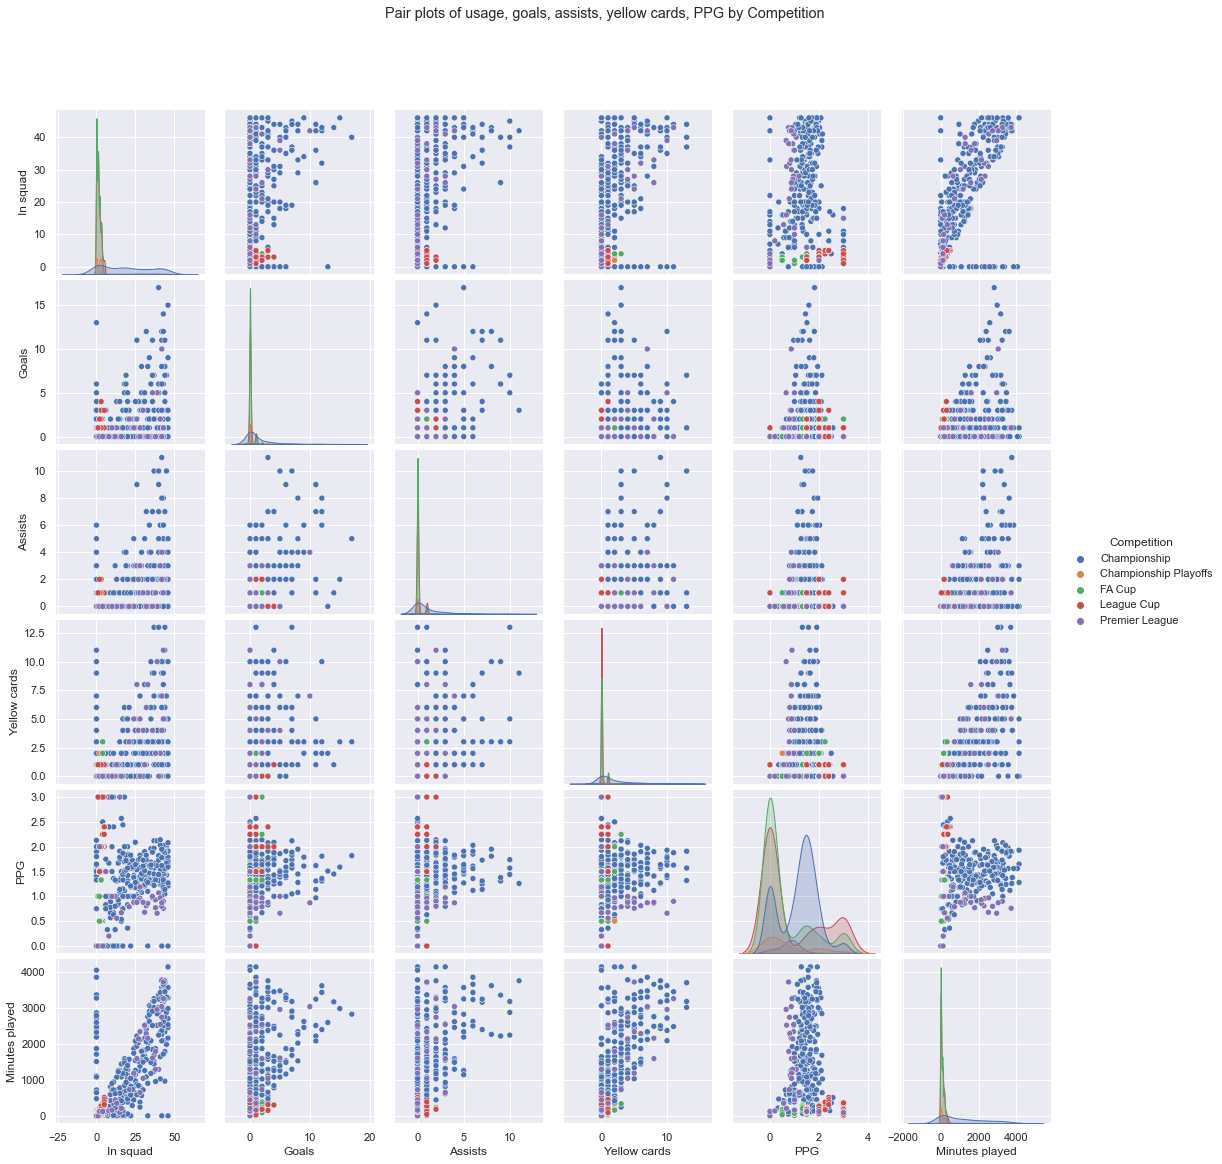 Pair plots of usage, goals, assists, yellow cards, PPG by Competition
In squad
40
30
20
10
0
Goals
15
10
5
0
Assists
10
8
6
4
2
0
Competition
Championship
Championship Playoffs
FA Cup
League Cup
Premier League
Yellow cards
12.5
10.0
7.5
5.0
2.5
0.0
PPG
3.0
2.5
2.0
1.5
1.0
0.5
0.0
Minutes played
4000
3000
2000
1000
0
−25 0 25 50
0 10 20
0 5 10
0 10
0 2 4
−2000 0 2000 4000
In squad
Goals
Assists
Yellow cards
PPG
Minutes played